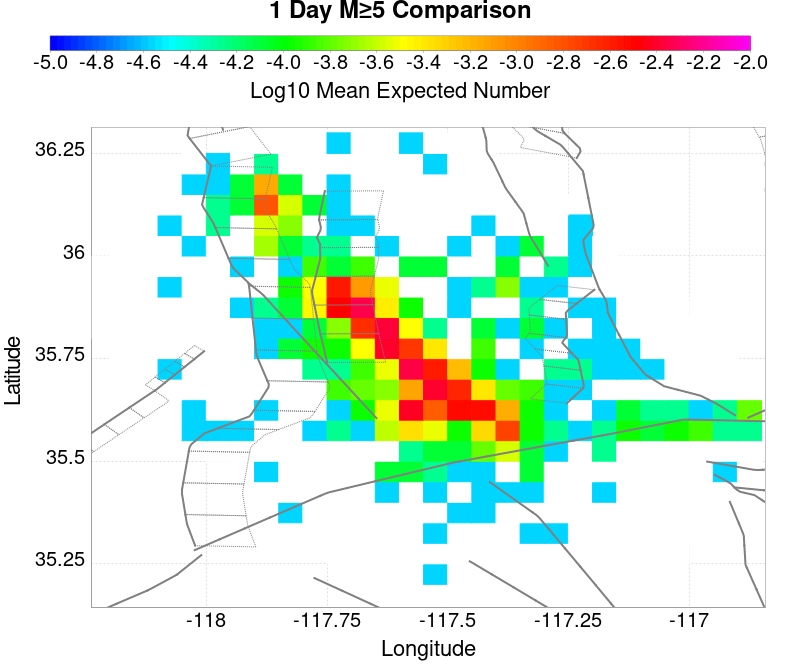 1 Day M≥5 Comparison
-5.0 -4.8 -4.6 -4.4 -4.2 -4.0 -3.8 -3.6 -3.4 -3.2 -3.0 -2.8 -2.6 -2.4 -2.2 -2.0
Log10 Mean Expected Number
36.25
36
35.75
35.5
35.25
Latitude
-118 -117.75 -117.5 -117.25 -117
Longitude